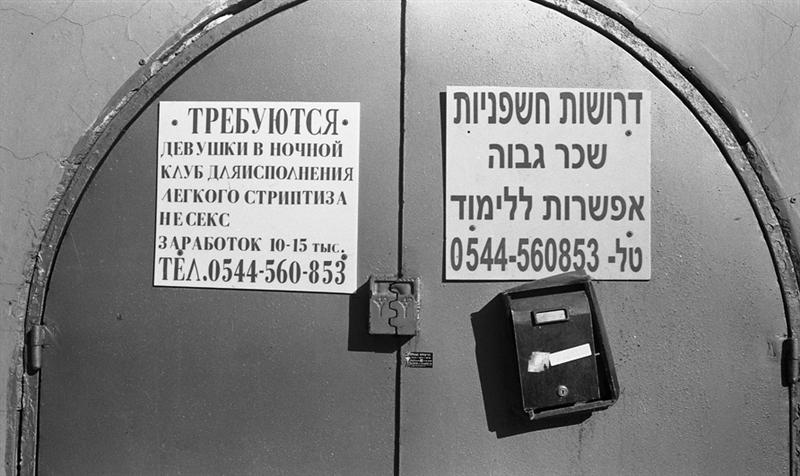 • ТРЕБУЮТСЯ •
ДЕВУШКИ В НОЧНОЙ
КЛУБ ДЛЯИСПОЛНЕНИЯ
ЛЕГКОГО СТРИПТИЗА
НЕ СЕКС
ЗАРАБОТОК 10-15 ТЫС.
ТЕЛ.0544-560-853
דרושות חשפניות
שכר גבוה
אפשרות ללימוד
טל- 0544-560853